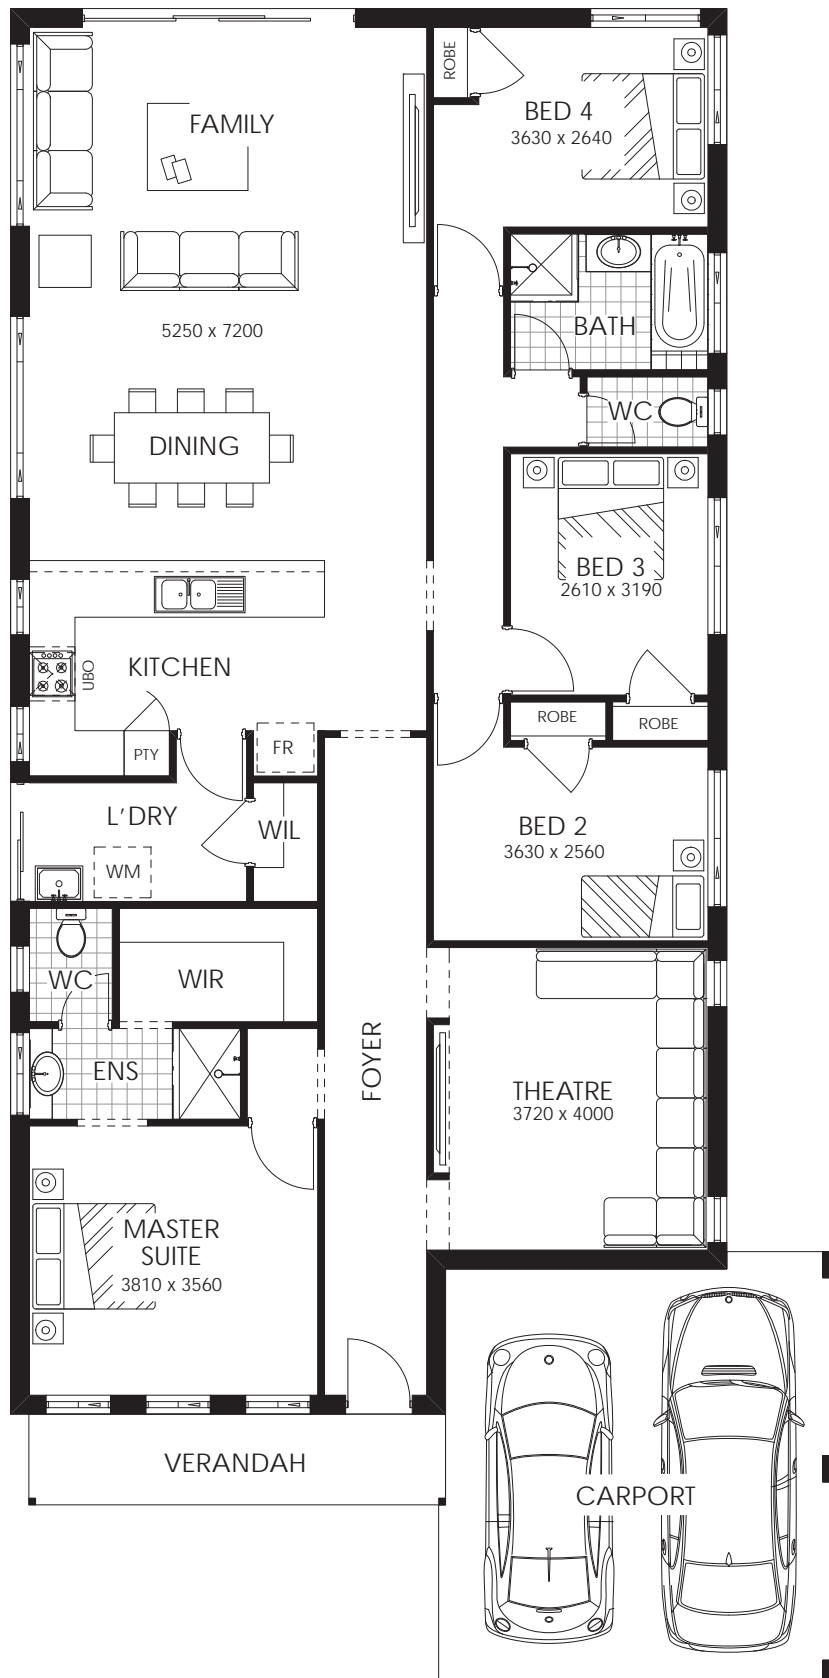 ROBE
FAMILY
BED 4
3630 x 2640
5250 x 7200
BATH
WC
DINING
BED 3
2610 x 3190
KITCHEN
UBO
ROBE
ROBE
PTY
FR
L'DRY
WIL
BED 2
3630 x 2560
WM
WC
WIR
ENS
FOYER
THEATRE
3720 x 4000
MASTER
SUITE
3810 x 3560
VERANDAH
CARPORT